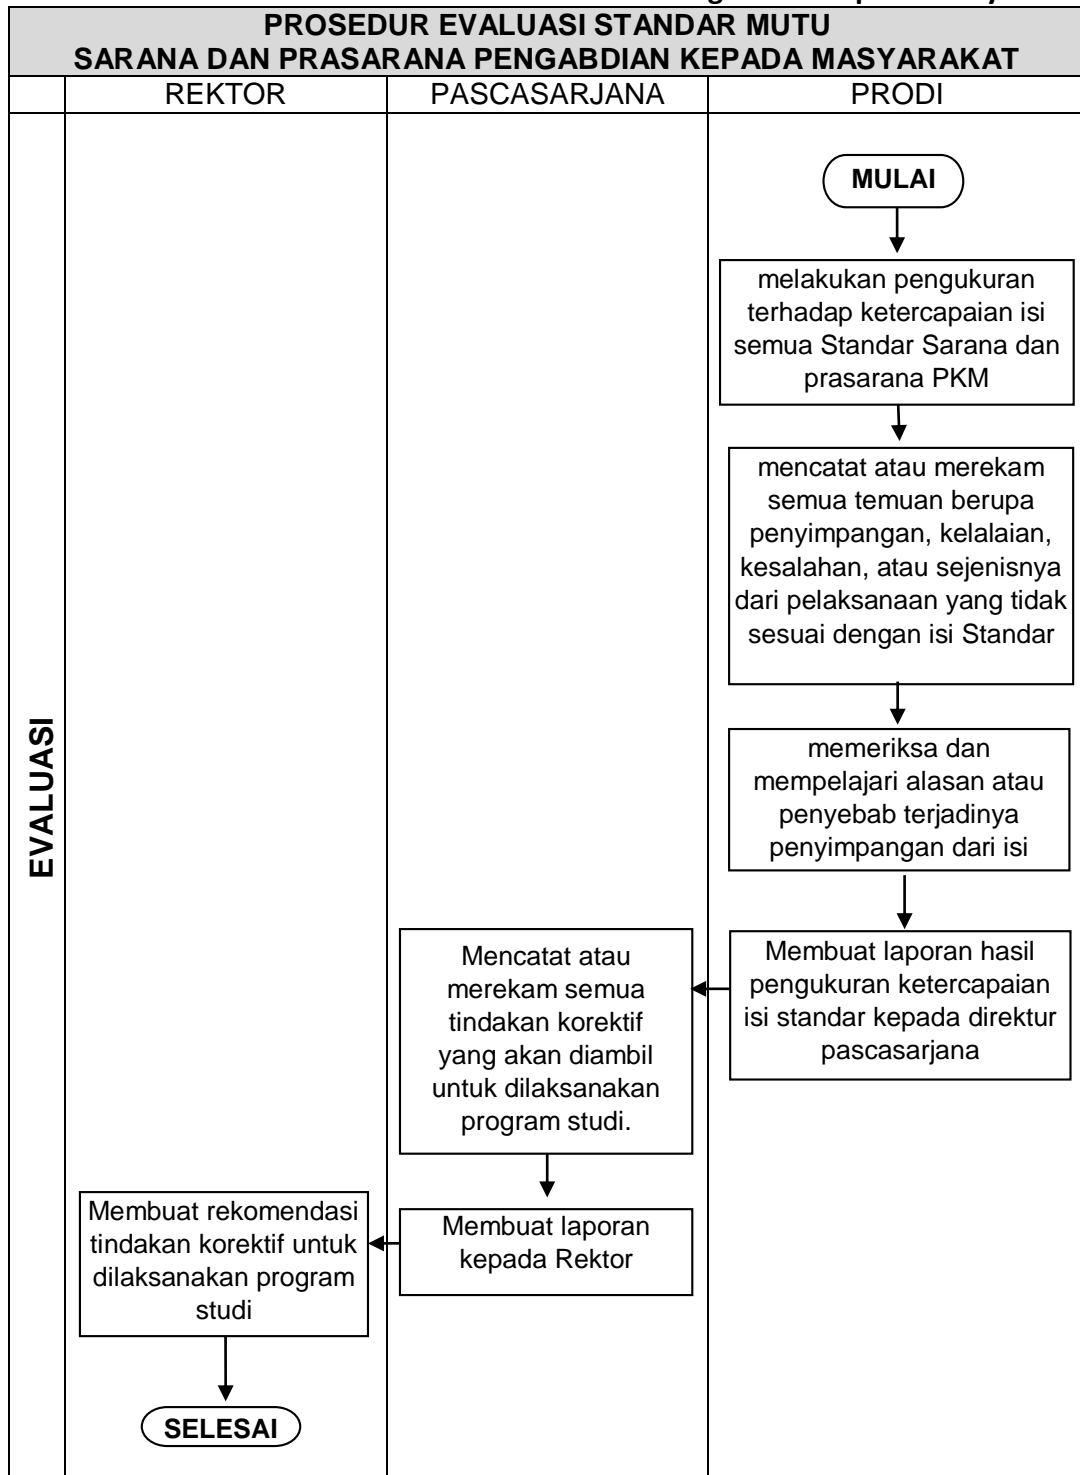 PROSEDUR EVALUASI STANDAR MUTU
SARANA DAN PRASARANA PENGABDIAN KEPADA MASYARAKAT
REKTOR
PASCASARJANA
PRODI
EVALUASI
MULAI
melakukan pengukuran
terhadap ketercapaian isi
semua Standar Sarana dan
prasarana PKM
mencatat atau merekam
semua temuan berupa
penyimpangan, kelalaian,
kesalahan, atau sejenisnya
dari pelaksanaan yang tidak
sesuai dengan isi Standar
memeriksa dan
mempelajari alasan atau
penyebab terjadinya
penyimpangan dari isi
Membuat laporan hasil
pengukuran ketercapaian
isi standar kepada direktur
pascasarjana
Mencatat atau
merekam semua
tindakan korektif
yang akan diambil
untuk dilaksanakan
program studi.
Membuat laporan
kepada Rektor
Membuat rekomendasi
tindakan korektif untuk
dilaksanakan program
studi
SELESAI